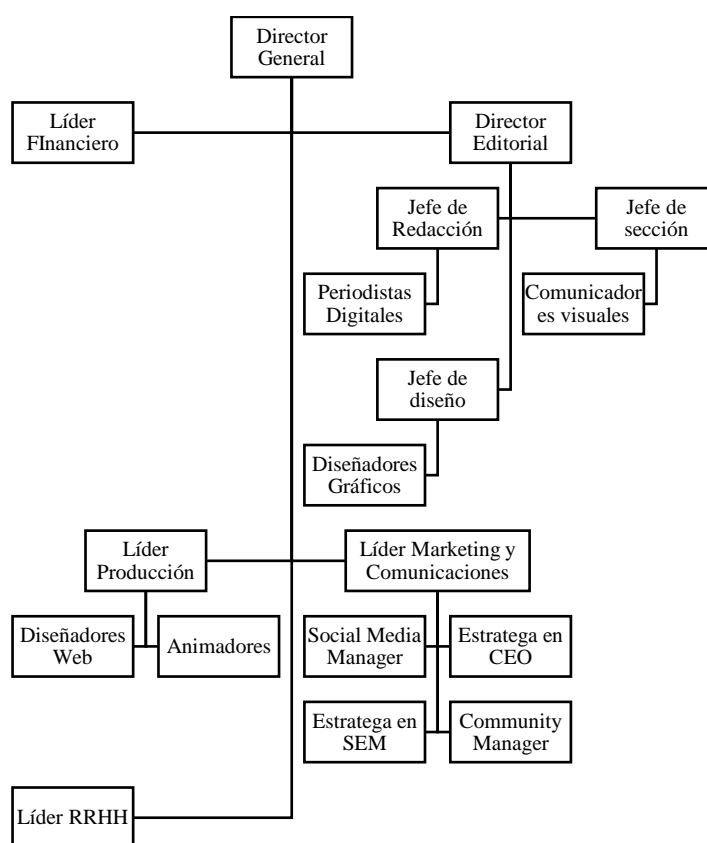 Director
General
Líder
FInanciero
Director
Editorial
Jefe de
Redacción
Jefe de
sección
Periodistas
Digitales
Comunicador
es visuales
Jefe de
diseño
Diseñadores
Gráficos
Líder
Producción
Líder Marketing y
Comunicaciones
Diseñadores
Web
Animadores
Social Media
Manager
Estratega en
CEO
Estratega en
SEM
Community
Manager
Líder RRHH